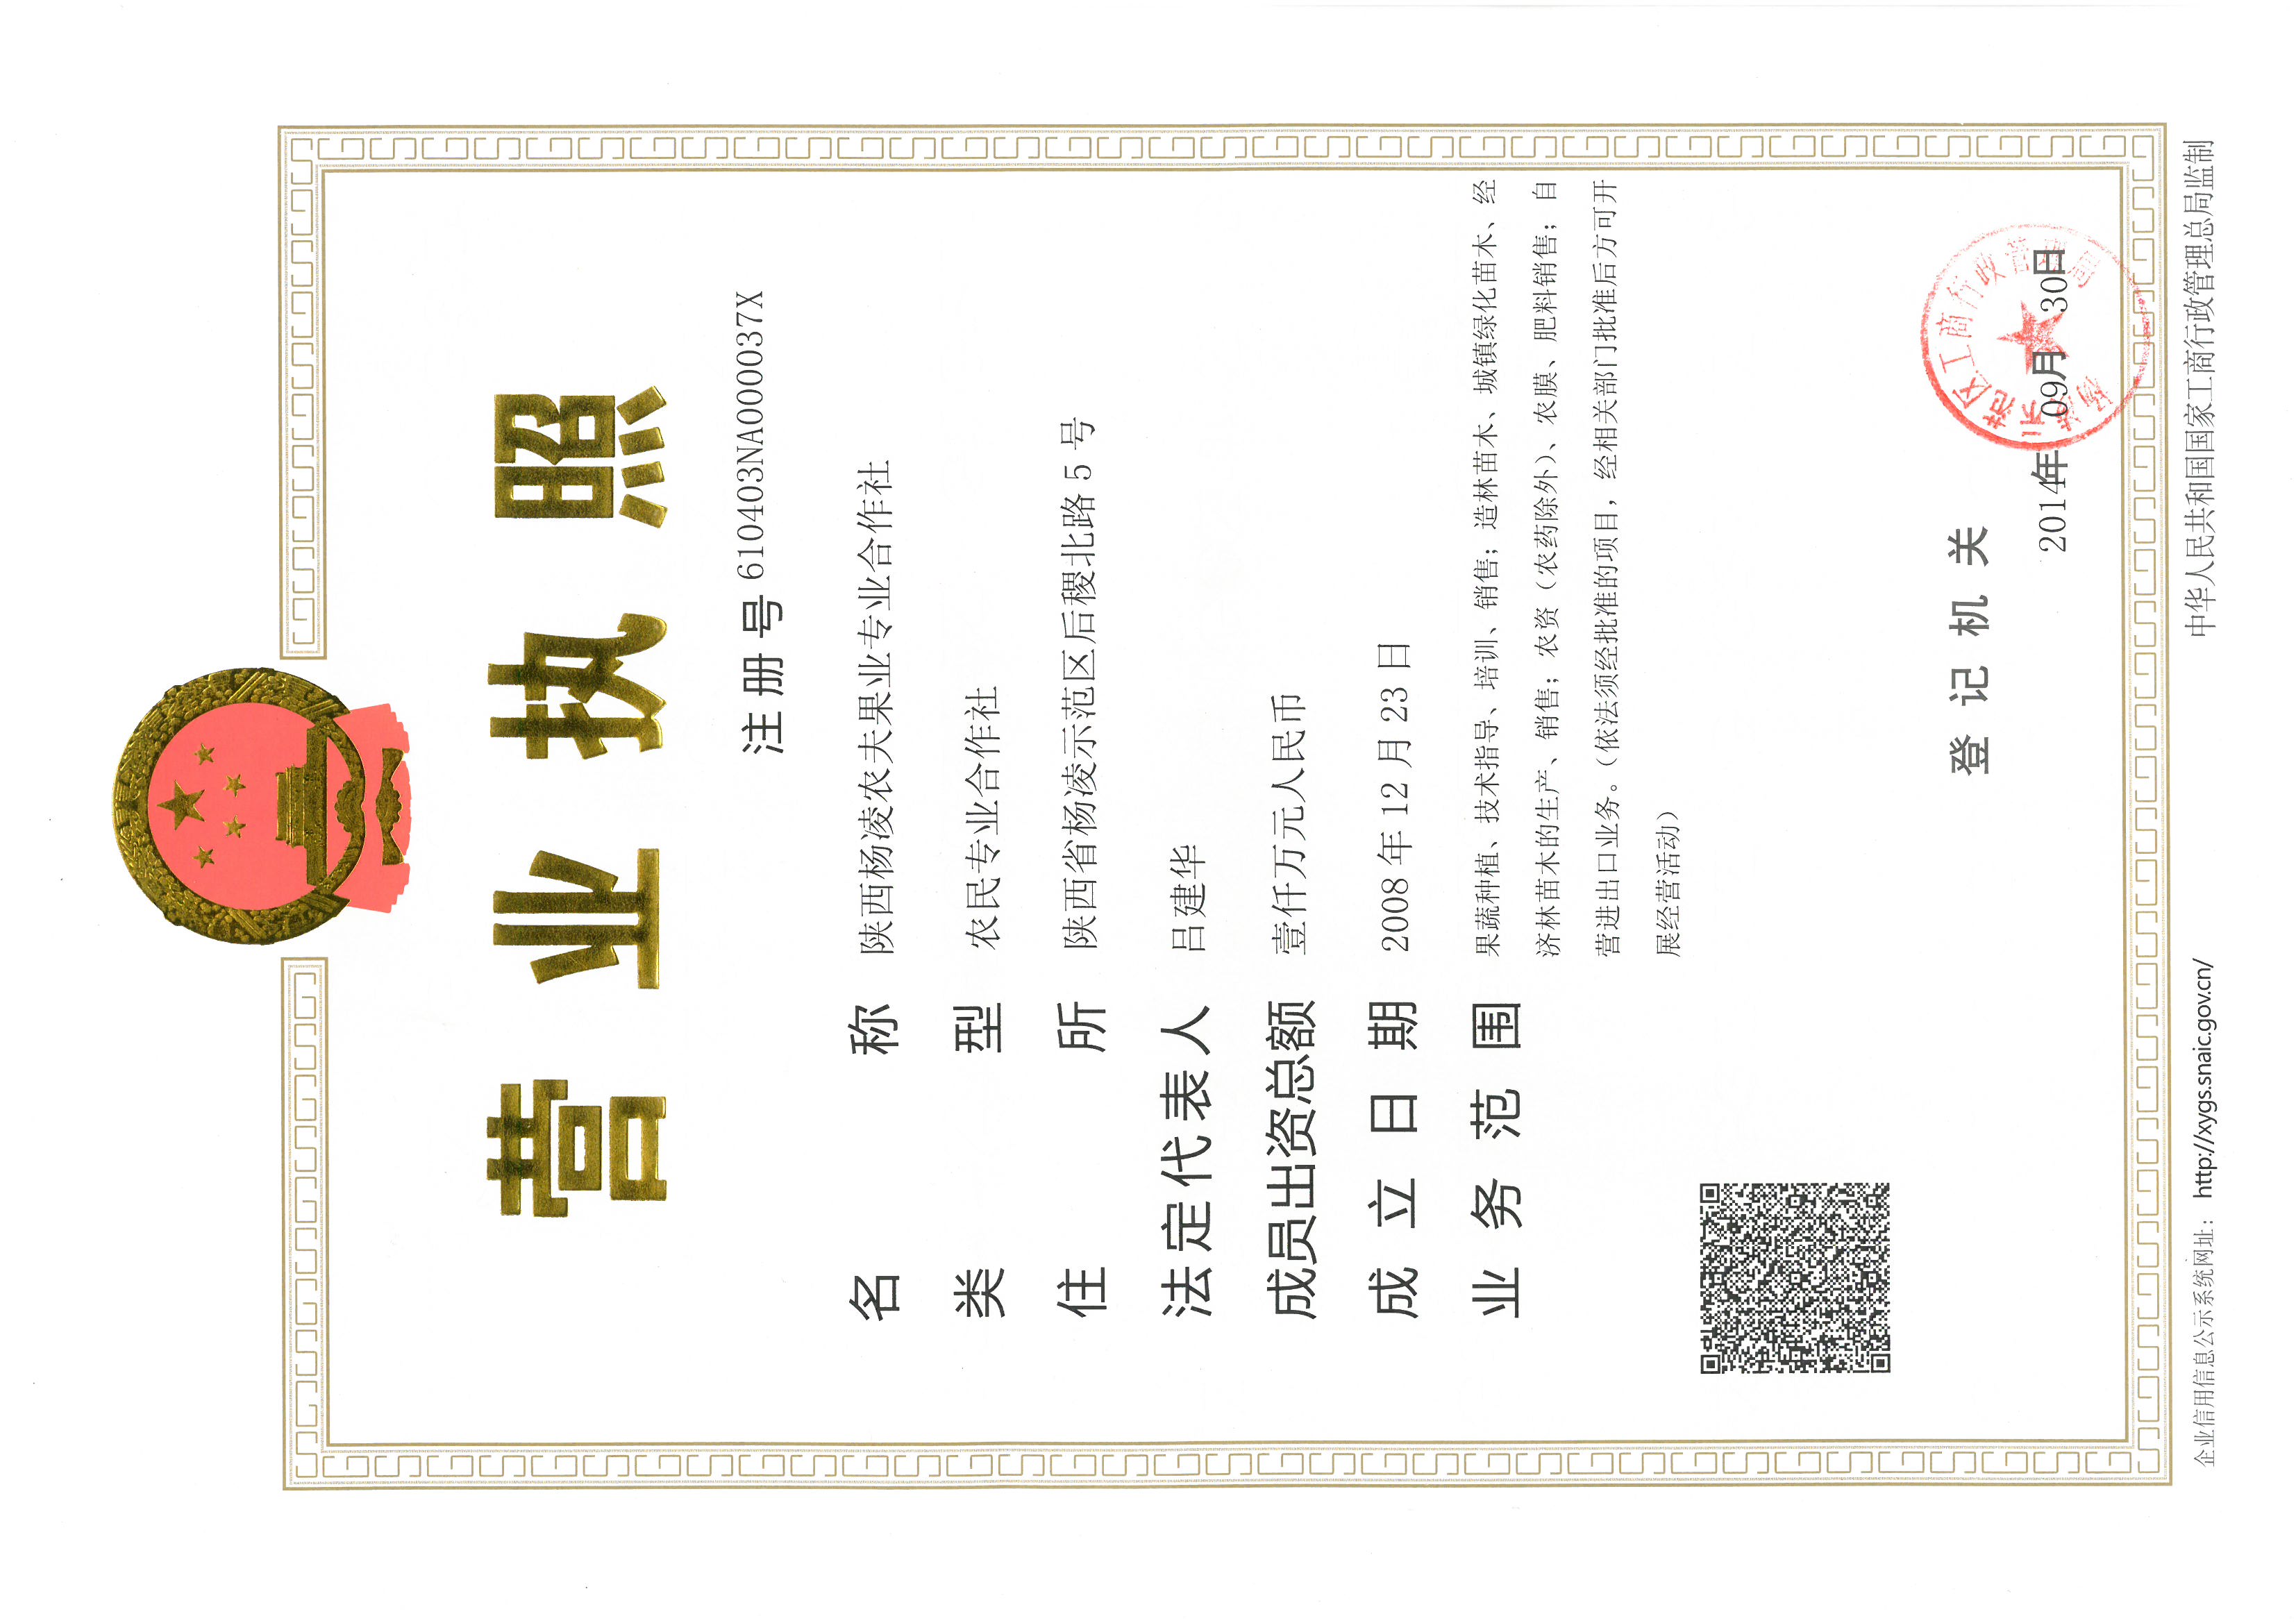 营业执照
注册号 610403NA000037X
名称 陕西杨凌农夫果业专业合作社
类型 农民专业合作社
住所 陕西省杨凌示范区后稷北路5号
法定代表人 吕建华
成员出资总额 壹仟万元人民币
成立日期 2008年12月23日
业务范围 果蔬种植、技术指导、培训、销售；造林苗木、城镇绿化苗木、经
济林苗木的生产、销售；农资（农药除外）、农膜、肥料销售；自
营进出口业务。（依法须经批准的项目，经相关部门批准后方可开
展经营活动）
登记机关
杨凌示范区工商行政管理局
2014年09月30日
企业信用信息公示系统网址： http://xygs.snaic.gov.cn/
中华人民共和国国家工商行政管理总局监制